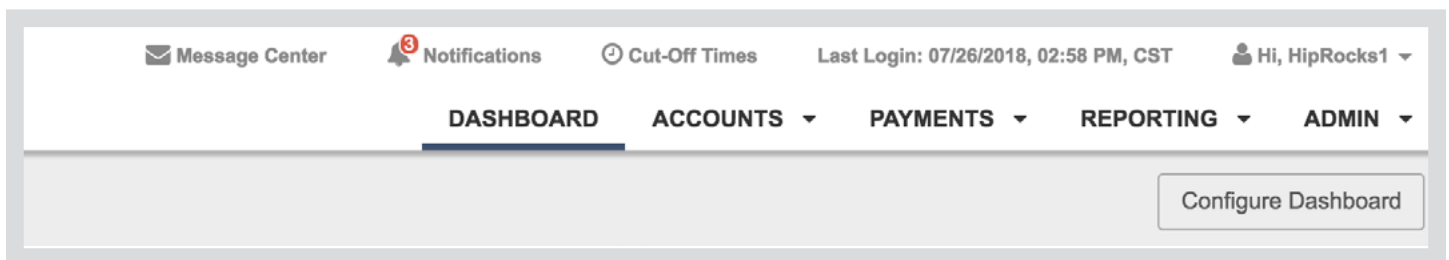 Message Center 3 Notifications Cut-Off Times Last Login: 07/26/2018, 02:58 PM, CST Hi, HipRocks1
DASHBOARD ACCOUNTS PAYMENTS REPORTING ADMIN
Configure Dashboard